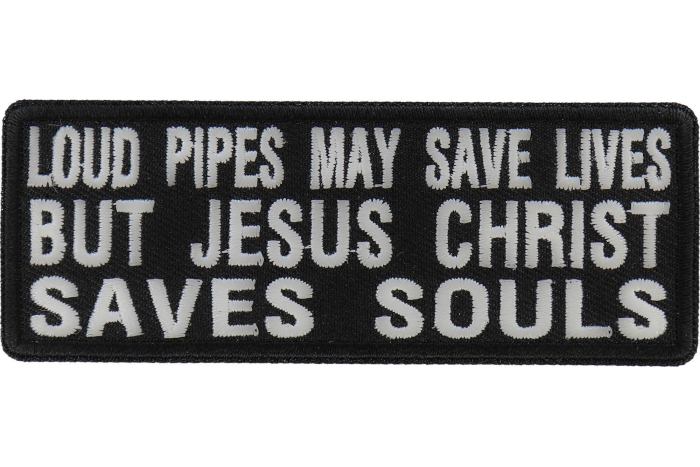 LOUD PIPES MAY SAVE LIVES
BUT JESUS CHRIST
SAVES SOULS